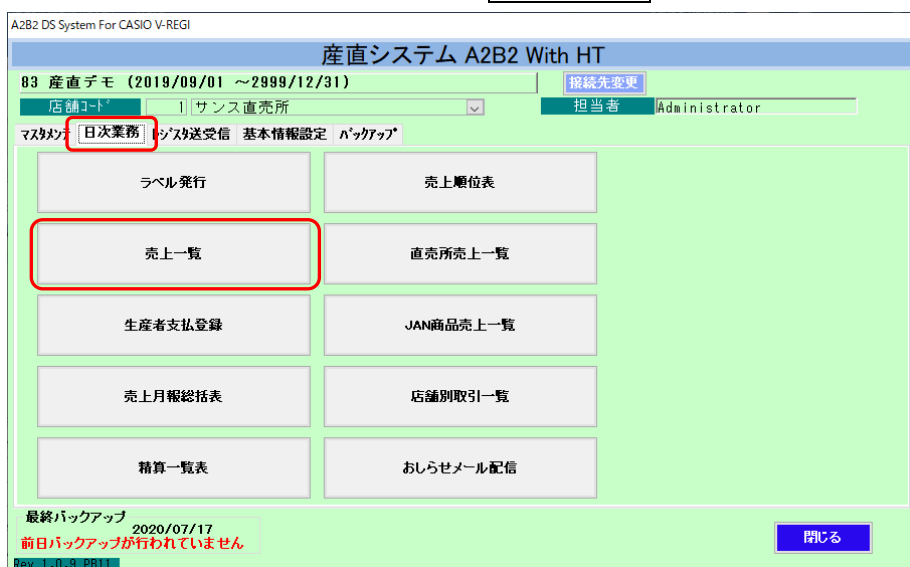 A2B2 DS System For CASIO V-REGI
産直システム A2B2 With HT
83 産直デモ (2019/09/01 ～2999/12/31)
接続先変更
店舗ｺｰﾄﾞ 1 サンス直売所 担当者 Administrator
ﾏｽﾀﾒﾝﾃ 日次業務 ﾚｼﾞｽﾀ送受信 基本情報設定 ﾊﾞｯｸｱｯﾌﾟ
ラベル発行 売上順位表
売上一覧 直売所売上一覧
生産者支払登録 JAN商品売上一覧
売上月報総括表 店舗別取引一覧
精算一覧表 おしらせメール配信
最終バックアップ
2020/07/17
前日バックアップが行われていません
閉じる
Rev 1.0.9 PB11